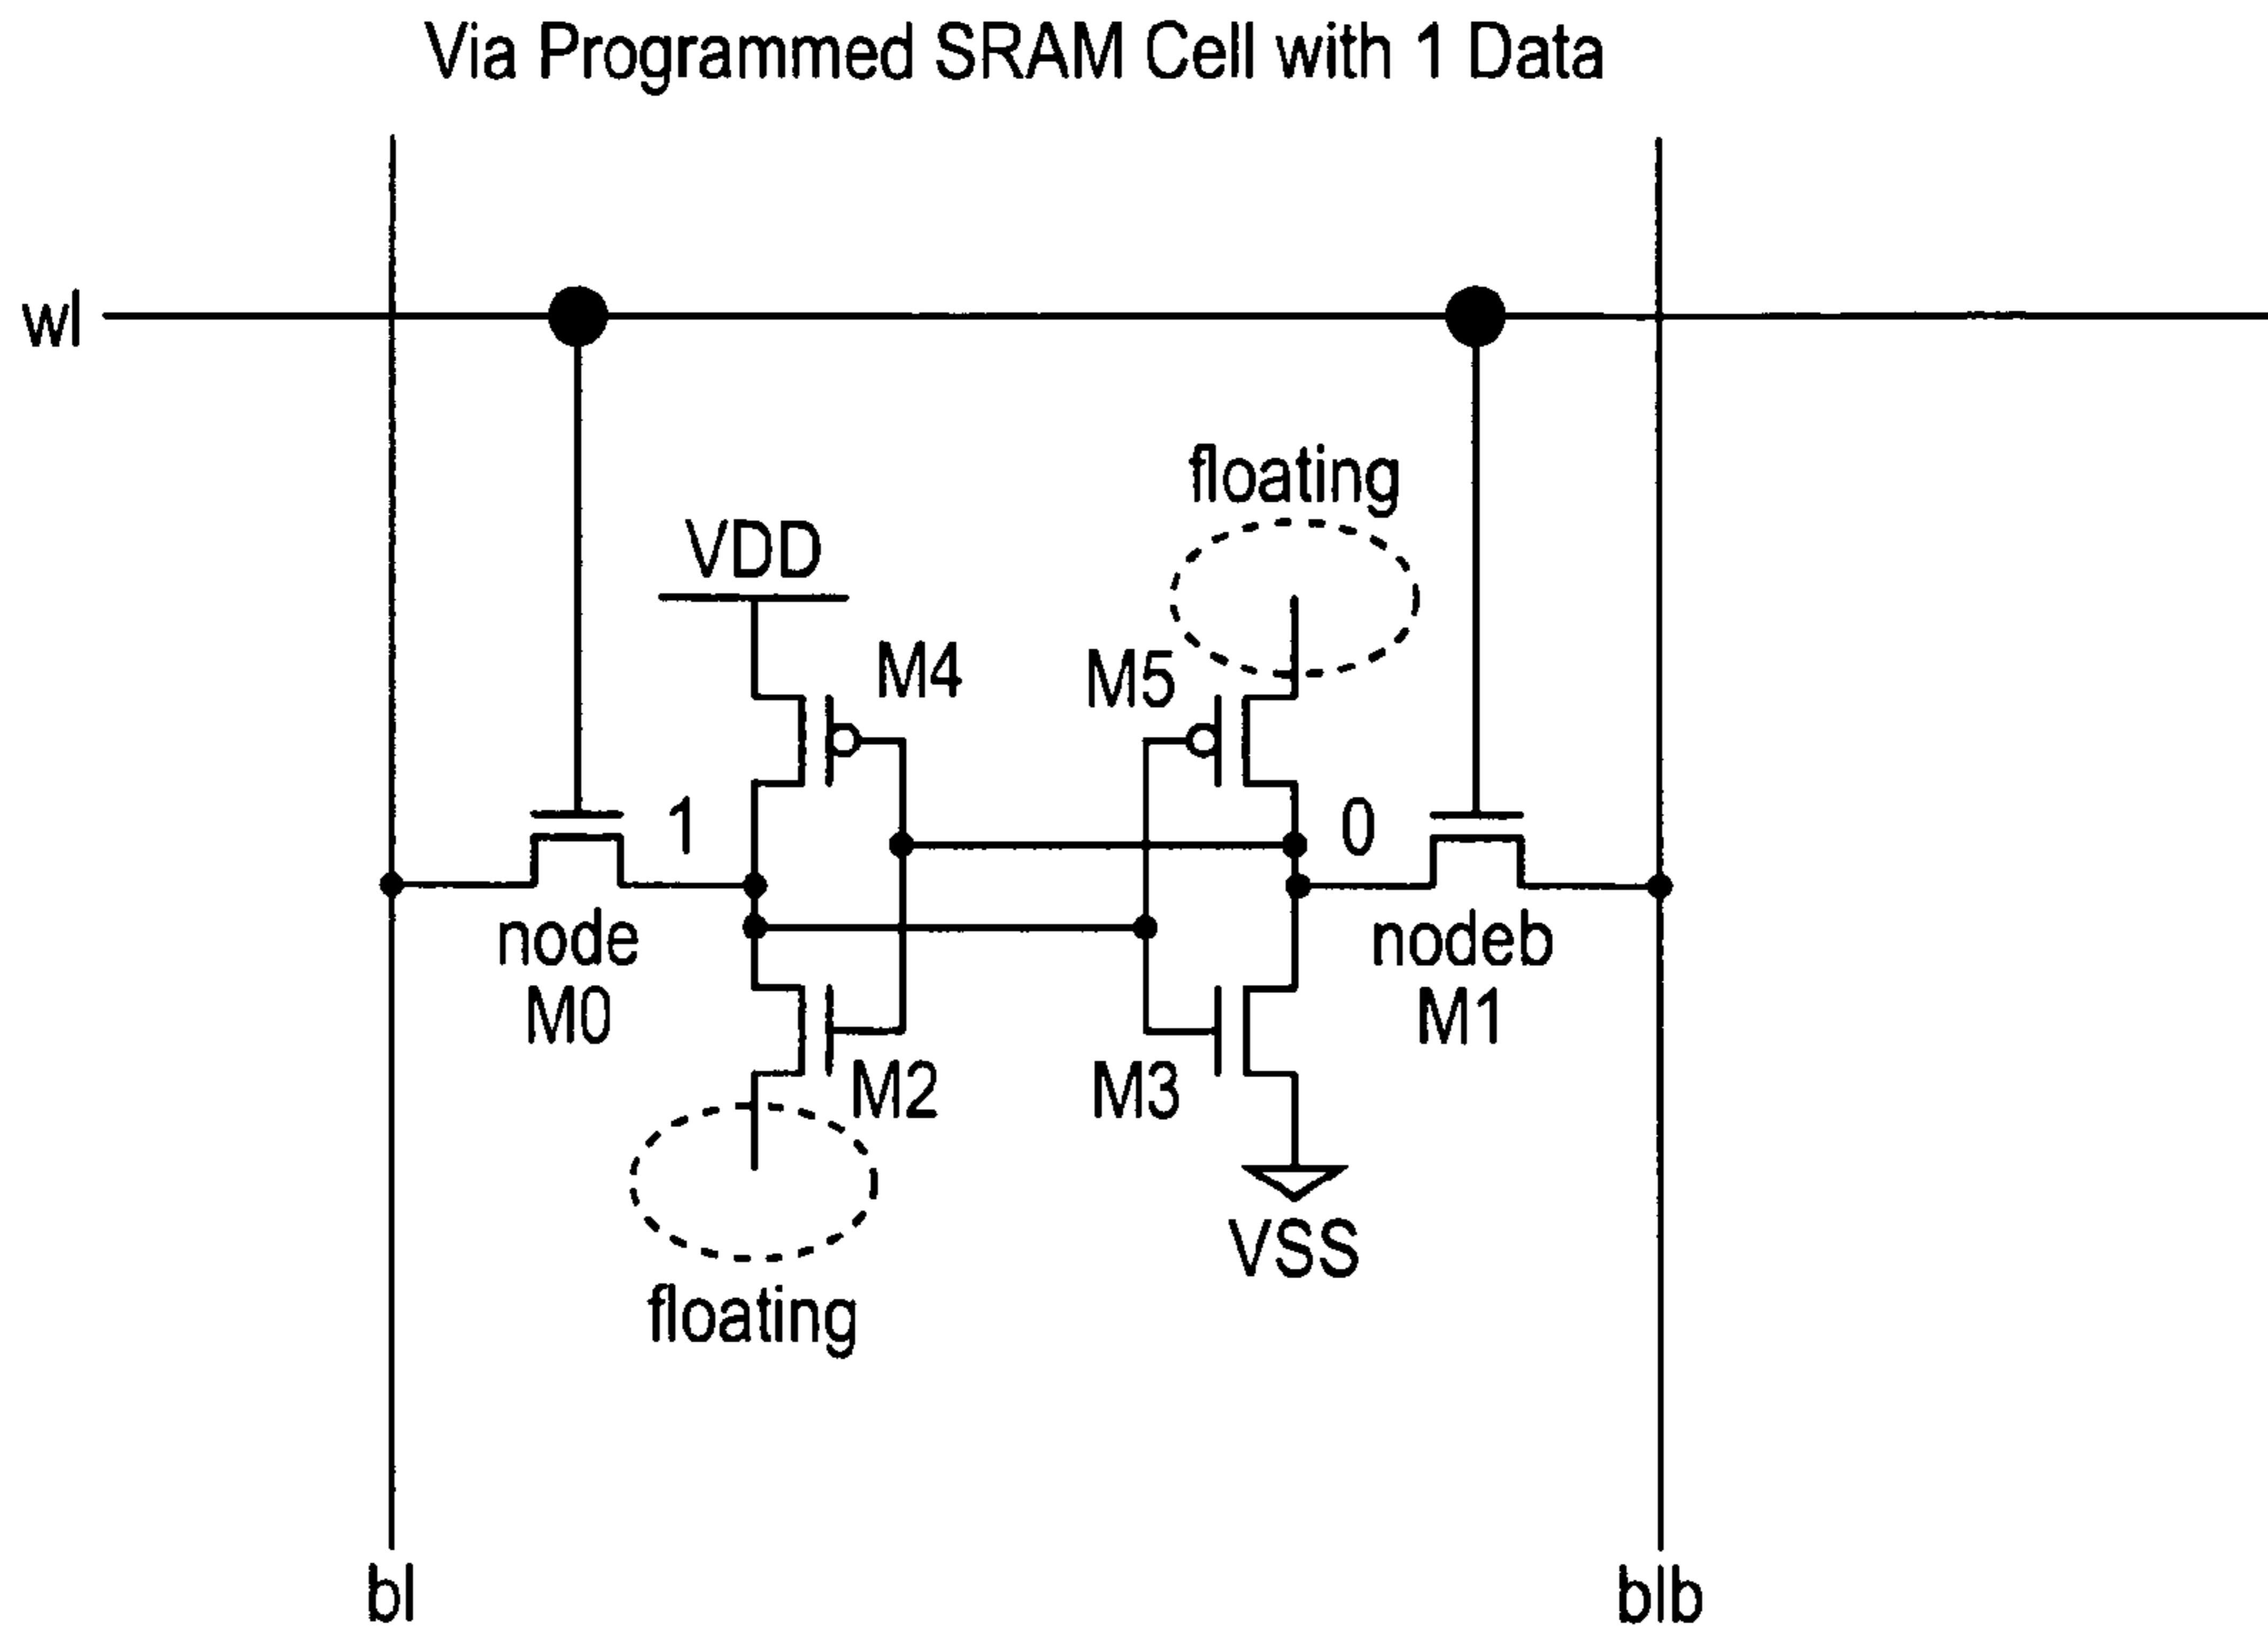 Via Programmed SRAM Cell with 1 Data
wl
floating
VDD
M4
M5
1
0
node
M0
nodeb
M1
M2
M3
VSS
floating
bl
blb